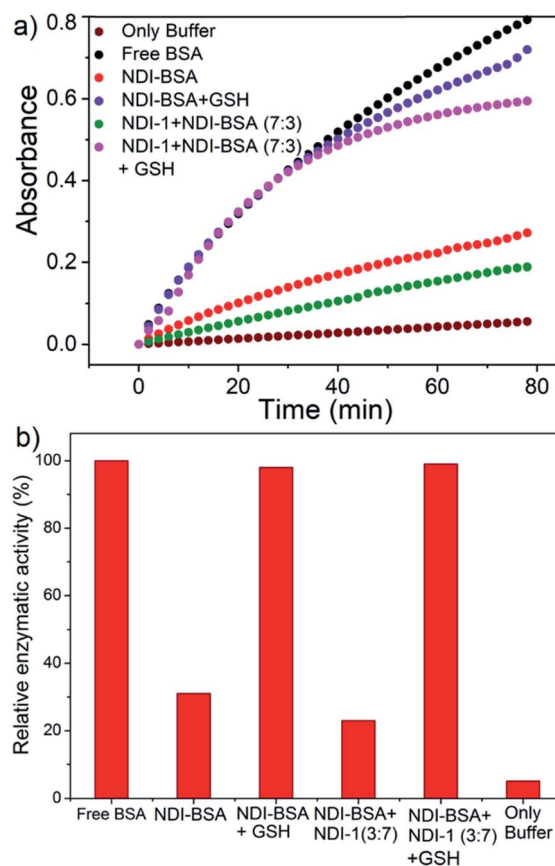 a)
0.8
0.6
0.4
0.2
0.0
Absorbance
Only Buffer
Free BSA
NDI-BSA
NDI-BSA+GSH
NDI-1+NDI-BSA (7:3)
NDI-1+NDI-BSA (7:3)
+ GSH
0
20
40
60
80
Time (min)
b)
100
80
60
40
20
0
Relative enzymatic activity (%)
Free BSA
NDI-BSA
NDI-BSA
+ GSH
NDI-BSA+
NDI-1(3:7)
NDI-BSA+
NDI-1 (3:7)
+GSH
Only
Buffer